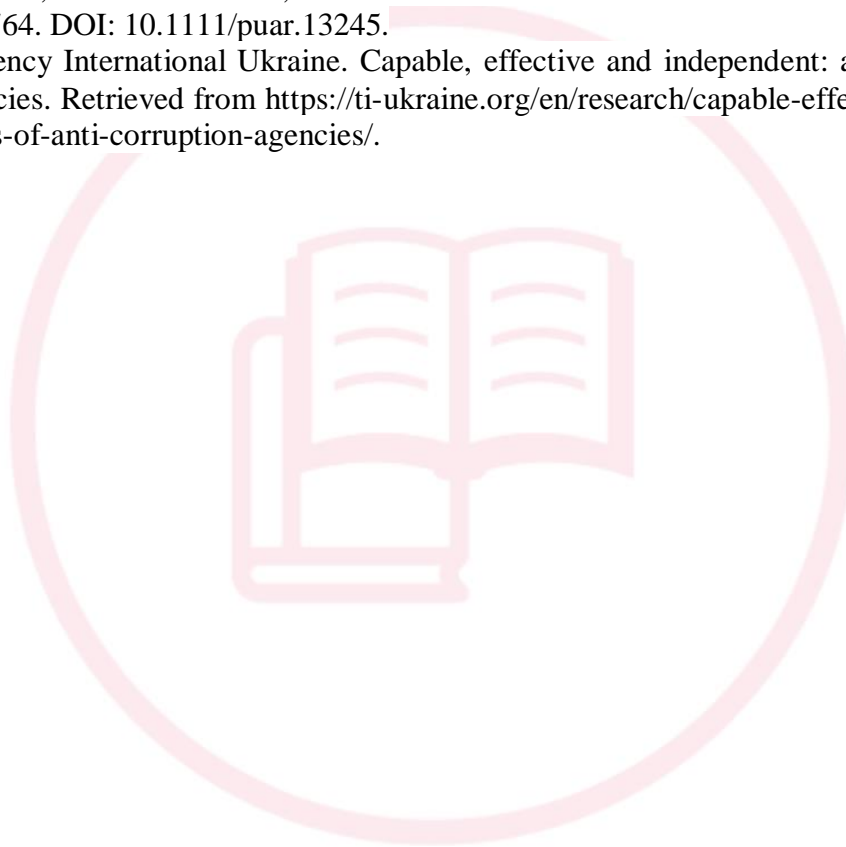 64. DOI: 10.1111/puar.13245.
ency International Ukraine. Capable, effective and independent: a
cies. Retrieved from https://ti-ukraine.org/en/research/capable-effe
s-of-anti-corruption-agencies/.